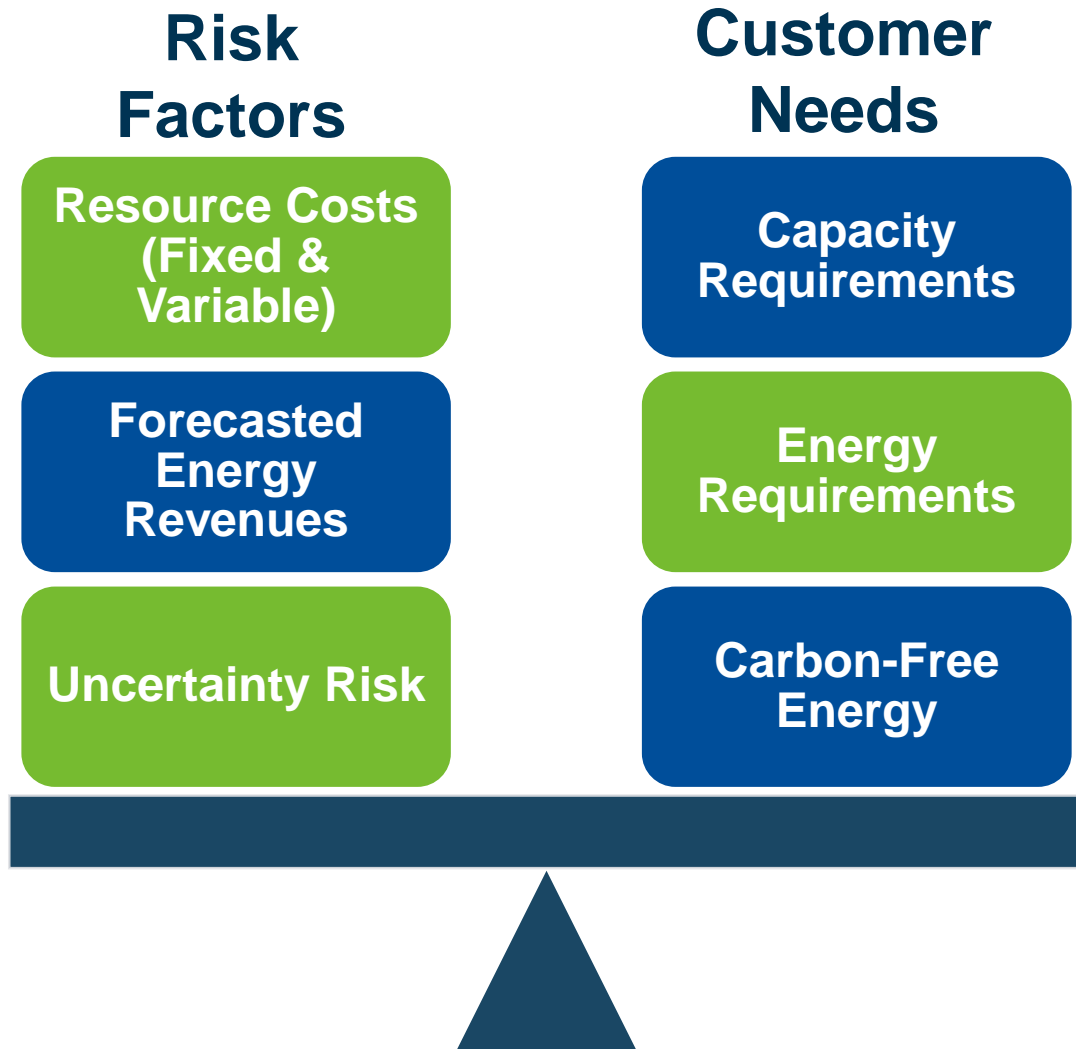 Risk
Factors
Resource Costs
(Fixed &
Variable)
Forecasted
Energy
Revenues
Uncertainty Risk
Customer
Needs
Capacity
Requirements
Energy
Requirements
Carbon-Free
Energy